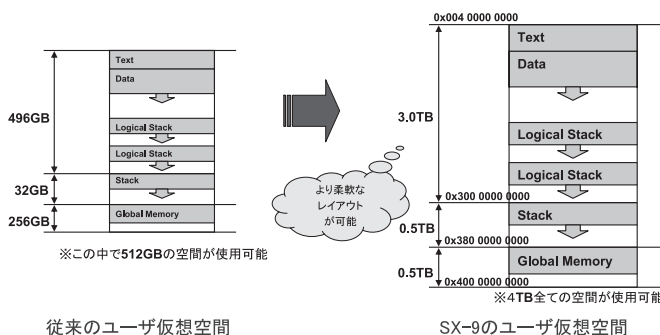 Text
Data
496GB
Logical Stack
Logical Stack
32GB
Stack
256GB
Global Memory
※この中で512GBの空間が使用可能
従来のユーザ仮想空間
より柔軟な
レイアウト
が可能
0x004 0000 0000
Text
Data
3.0TB
Logical Stack
Logical Stack
0x300 0000 0000
0.5TB
Stack
0x380 0000 0000
0.5TB
Global Memory
0x400 0000 0000
※4TB全ての空間が使用可能
SX-9のユーザ仮想空間